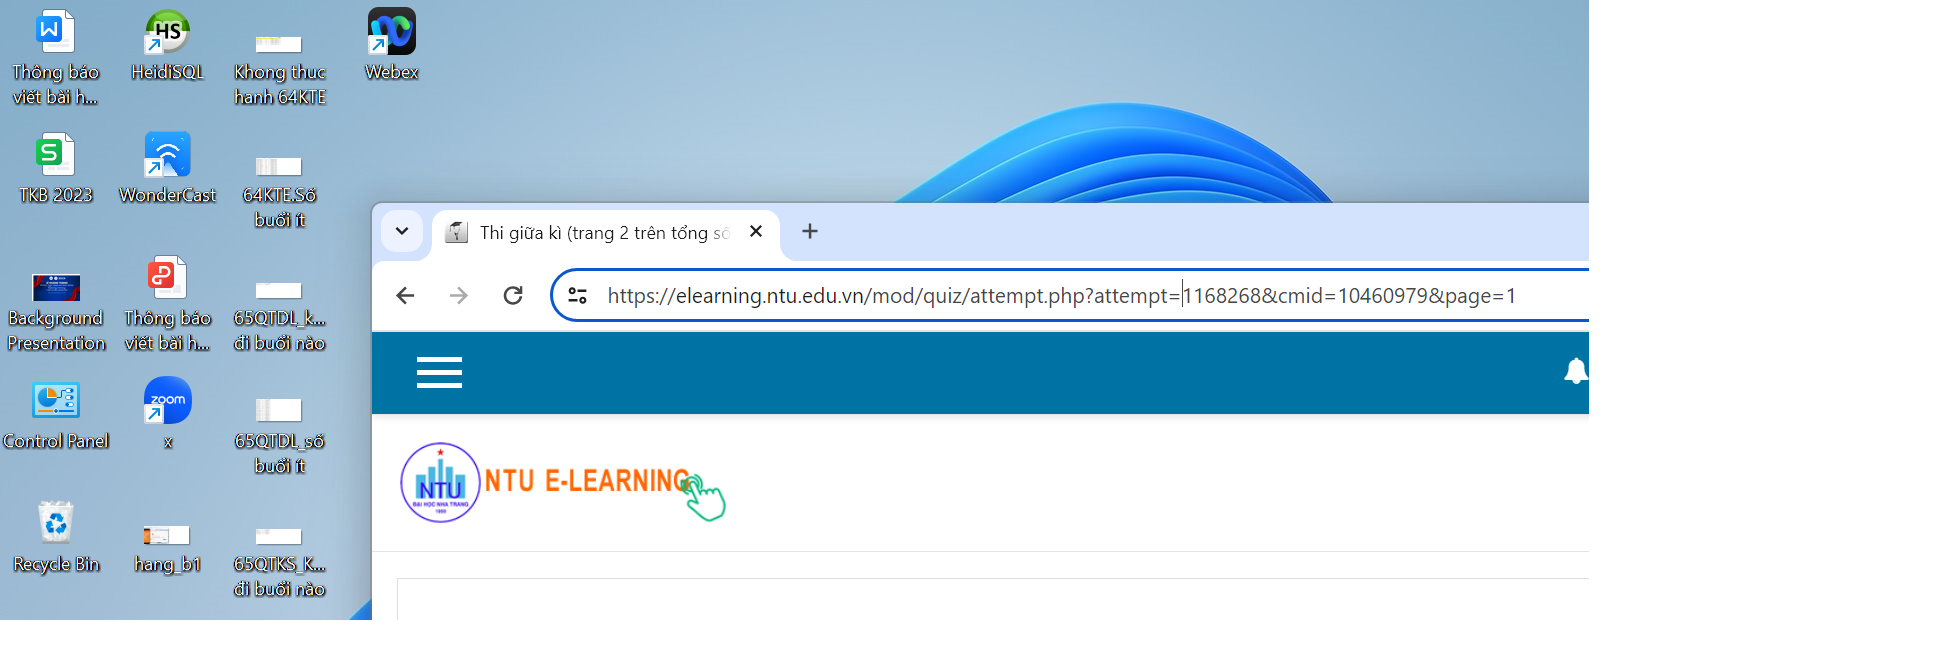 Thông báo
viết bài h...
HeidiSQL
Khong thuc
hanh 64KTE
Webex
TKB 2023
WonderCast
64KTE.Số
buổi ít
Background
Presentation
Thông báo
viết bài h...
65QTDL_k...
đi buổi nào
Control Panel
zoom
x
65QTDL_số
buổi ít
Recycle Bin
hang_b1
65QTKS_K...
đi buổi nào
Thi giữa kì (trang 2 trên tổng số
https://elearning.ntu.edu.vn/mod/quiz/attempt.php?attempt=1168268&cmid=10460979&page=1
NTU
ĐẠI HỌC NHA TRANG
1959
NTU E-LEARNING